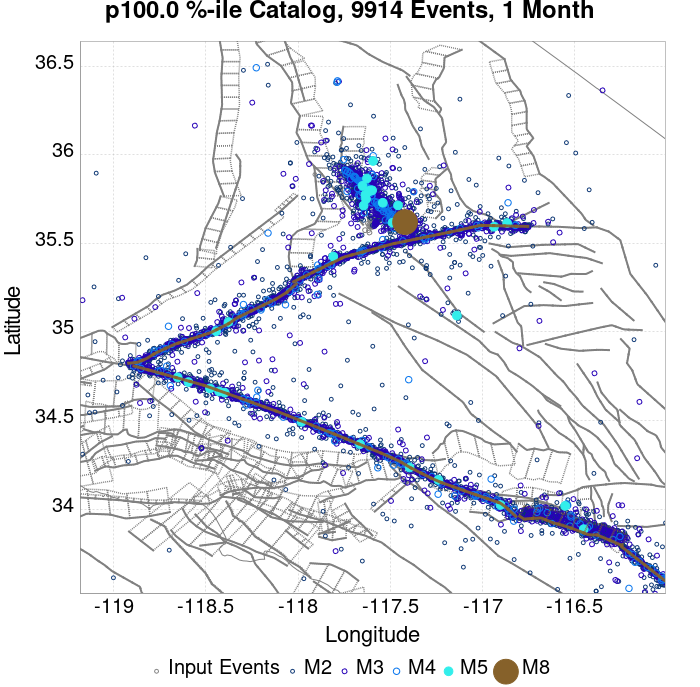 p100.0 %-ile Catalog, 9914 Events, 1 Month
36.5
36
35.5
35
34.5
34
Latitude
-119 -118.5 -118 -117.5 -117 -116.5
Longitude
Input Events M2 M3 M4 M5 M8